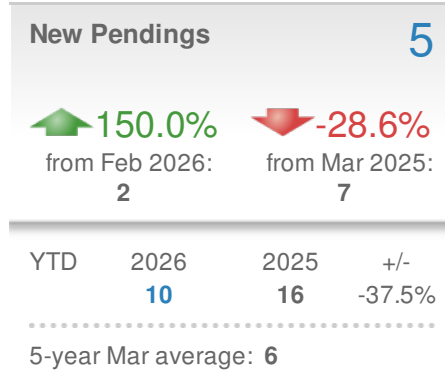 New Pendings 5
150.0% -28.6%
from Feb 2026: from Mar 2025:
2 7
YTD 2026 2025 +/-
10 16 -37.5%
5-year Mar average: 6